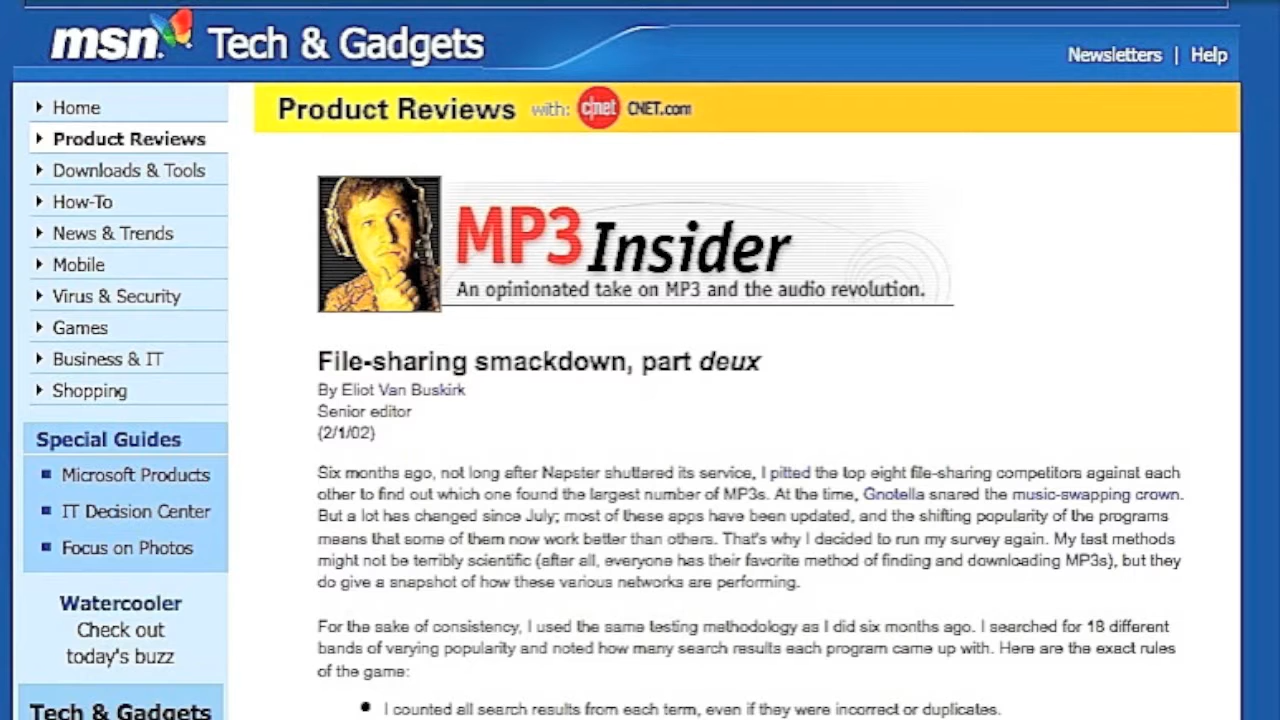 msn Tech & Gadgets
Newsletters | Help
Home
Product Reviews
Downloads & Tools
How-To
News & Trends
Mobile
Virus & Security
Games
Business & IT
Shopping
Special Guides
Microsoft Products
IT Decision Center
Focus on Photos
Watercooler
Check out
today's buzz
Tech & Gadgets
Product Reviews with: c|net CNET.com
MP3 Insider
An opinionated take on MP3 and the audio revolution.
File-sharing smackdown, part deux
By Eliot Van Buskirk
Senior editor
(2/1/02)
Six months ago, not long after Napster shuttered its service, I pitted the top eight file-sharing competitors against each
other to find out which one found the largest number of MP3s. At the time, Gnotella snared the music-swapping crown.
But a lot has changed since July; most of these apps have been updated, and the shifting popularity of the programs
means that some of them now work better than others. That's why I decided to run my survey again. My test methods
might not be terribly scientific (after all, everyone has their favorite method of finding and downloading MP3s), but they
do give a snapshot of how these various networks are performing.
For the sake of consistency, I used the same testing methodology as I did six months ago. I searched for 18 different
bands of varying popularity and noted how many search results each program came up with. Here are the exact rules
of the game:
• I counted all search results from each term, even if they were incorrect or duplicates.